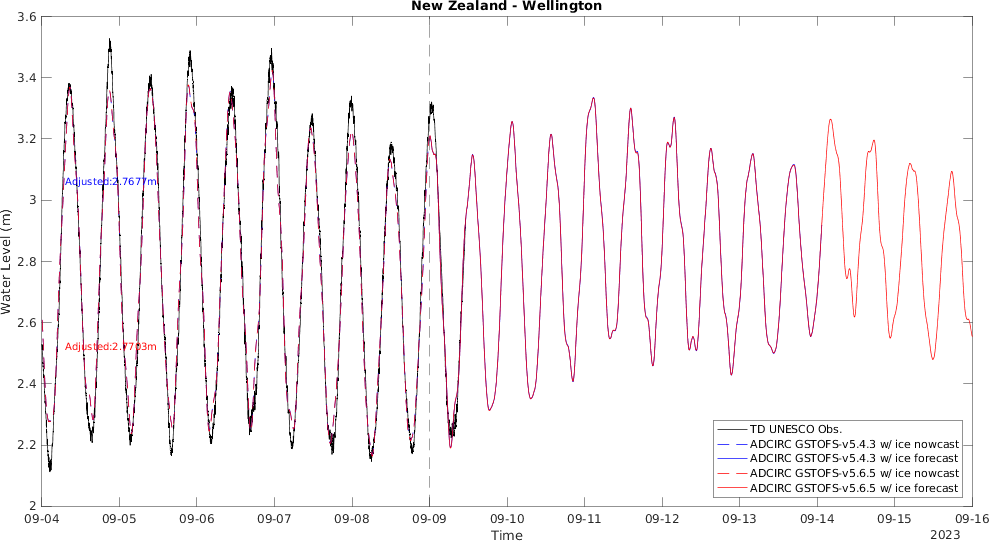 New Zealand - Wellington
3.6
3.4
3.2
3
2.8
2.6
2.4
2.2
2
Water Level (m)
Adjusted:2.7677m
Adjusted:2.7703m
TD UNESCO Obs.
ADCIRC GSTOFS-v5.4.3 w/ ice nowcast
ADCIRC GSTOFS-v5.4.3 w/ ice forecast
ADCIRC GSTOFS-v5.6.5 w/ ice nowcast
ADCIRC GSTOFS-v5.6.5 w/ ice forecast
09-04 09-05 09-06 09-07 09-08 09-09 09-10 09-11 09-12 09-13 09-14 09-15 09-16
Time
2023